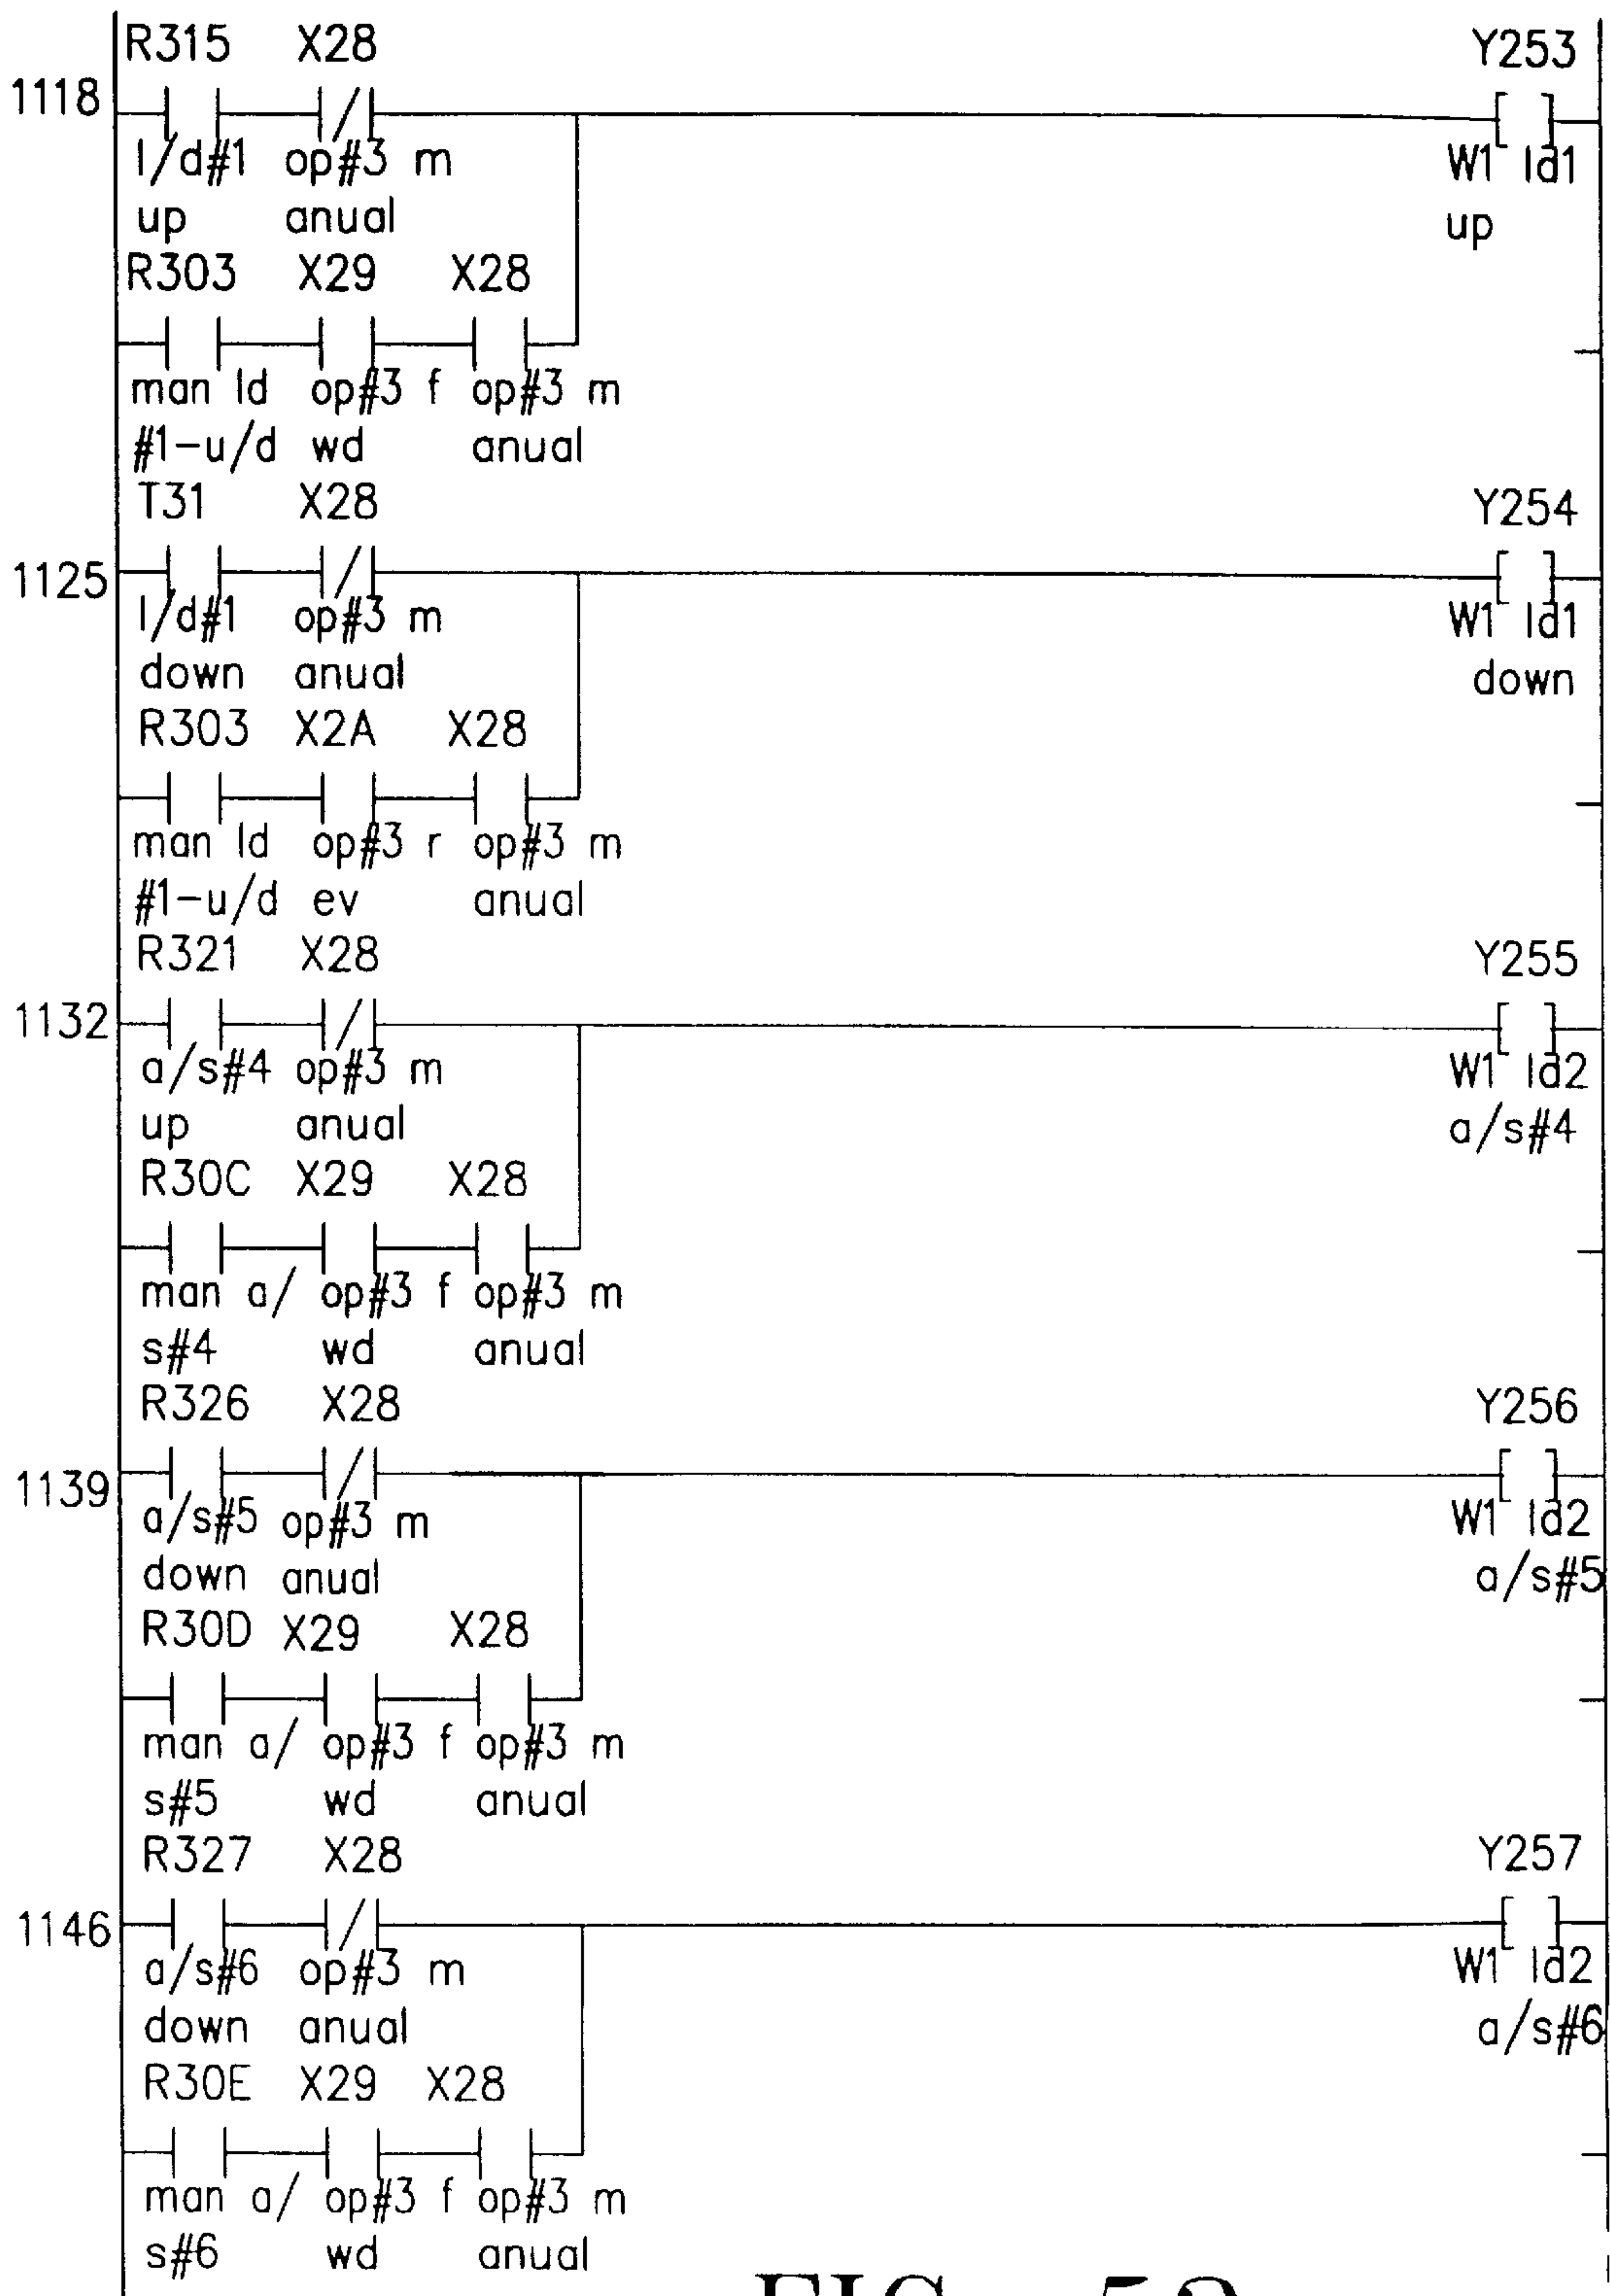 R315 X28 Y253
1118
l/d#1 op#3 m W1 ld1
up anual up
R303 X29 X28
man ld op#3 f op#3 m
#1-u/d wd anual
T31 X28 Y254
1125
l/d#1 op#3 m W1 ld1
down anual down
R303 X2A X28
man ld op#3 r op#3 m
#1-u/d ev anual
R321 X28 Y255
1132
a/s#4 op#3 m W1 ld2
up anual a/s#4
R30C X29 X28
man a/ op#3 f op#3 m
s#4 wd anual
R326 X28 Y256
1139
a/s#5 op#3 m W1 ld2
down anual a/s#5
R30D X29 X28
man a/ op#3 f op#3 m
s#5 wd anual
R327 X28 Y257
1146
a/s#6 op#3 m W1 ld2
down anual a/s#6
R30E X29 X28
man a/ op#3 f op#3 m
s#6 wd anual
FIG.